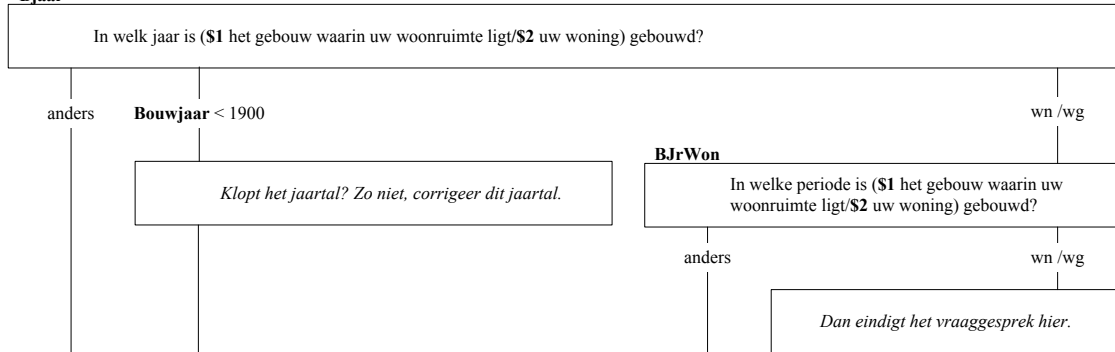 In welk jaar is ($1 het gebouw waarin uw woonruimte ligt/$2 uw woning) gebouwd?
anders
Bouwjaar < 1900
wn /wg
Klopt het jaartal? Zo niet, corrigeer dit jaartal.
BJrWon
In welke periode is ($1 het gebouw waarin uw
woonruimte ligt/$2 uw woning) gebouwd?
anders
wn /wg
Dan eindigt het vraaggesprek hier.